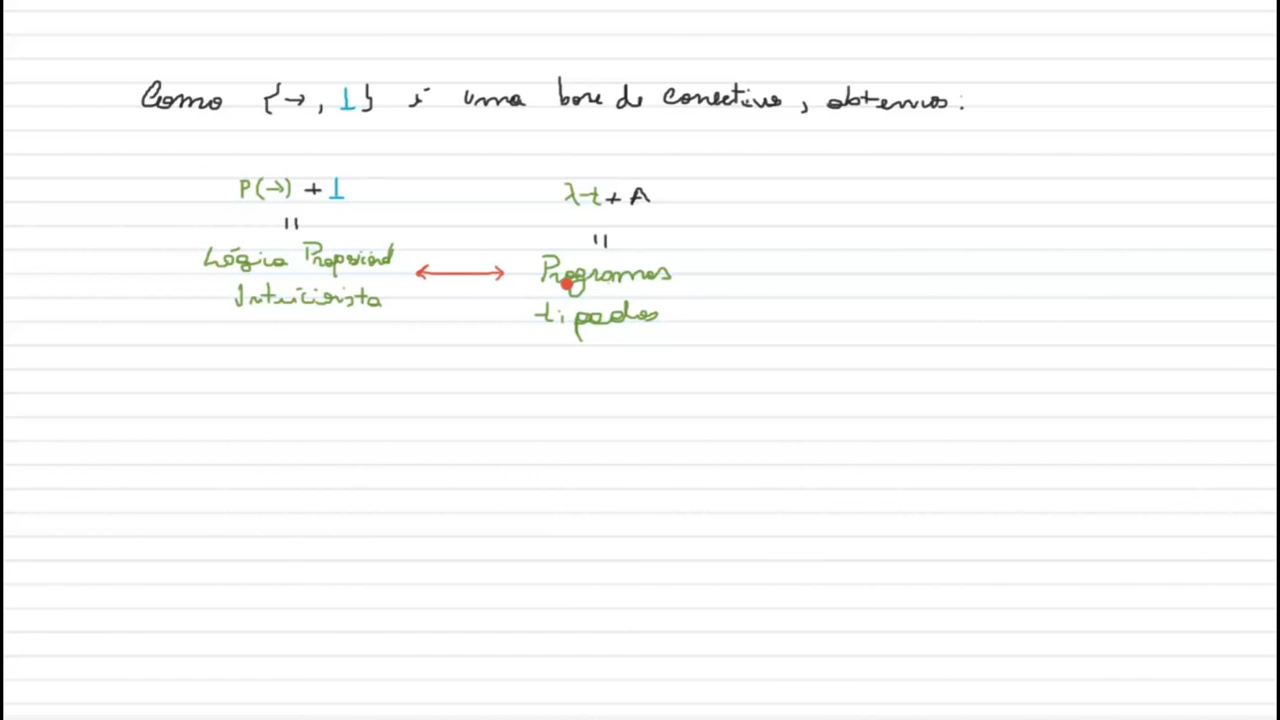 Como {→, ⊥} é uma base de conectivos, obtemos:
P(→) + ⊥
λ-t + A
=
=
Lógica Proposicional
Intuicionista
↔
Programas
tipados